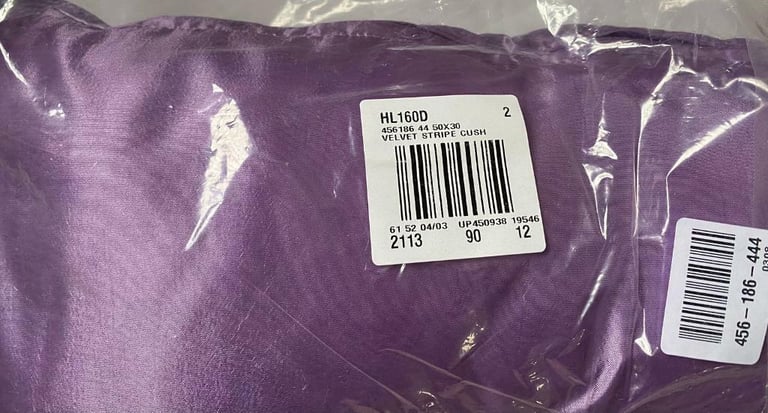 HL160D 2
456186 44 50X30
VELVET STRIPE CUSH
61 52 04/03 UP450938 19546
2113 90 12
456-186-444